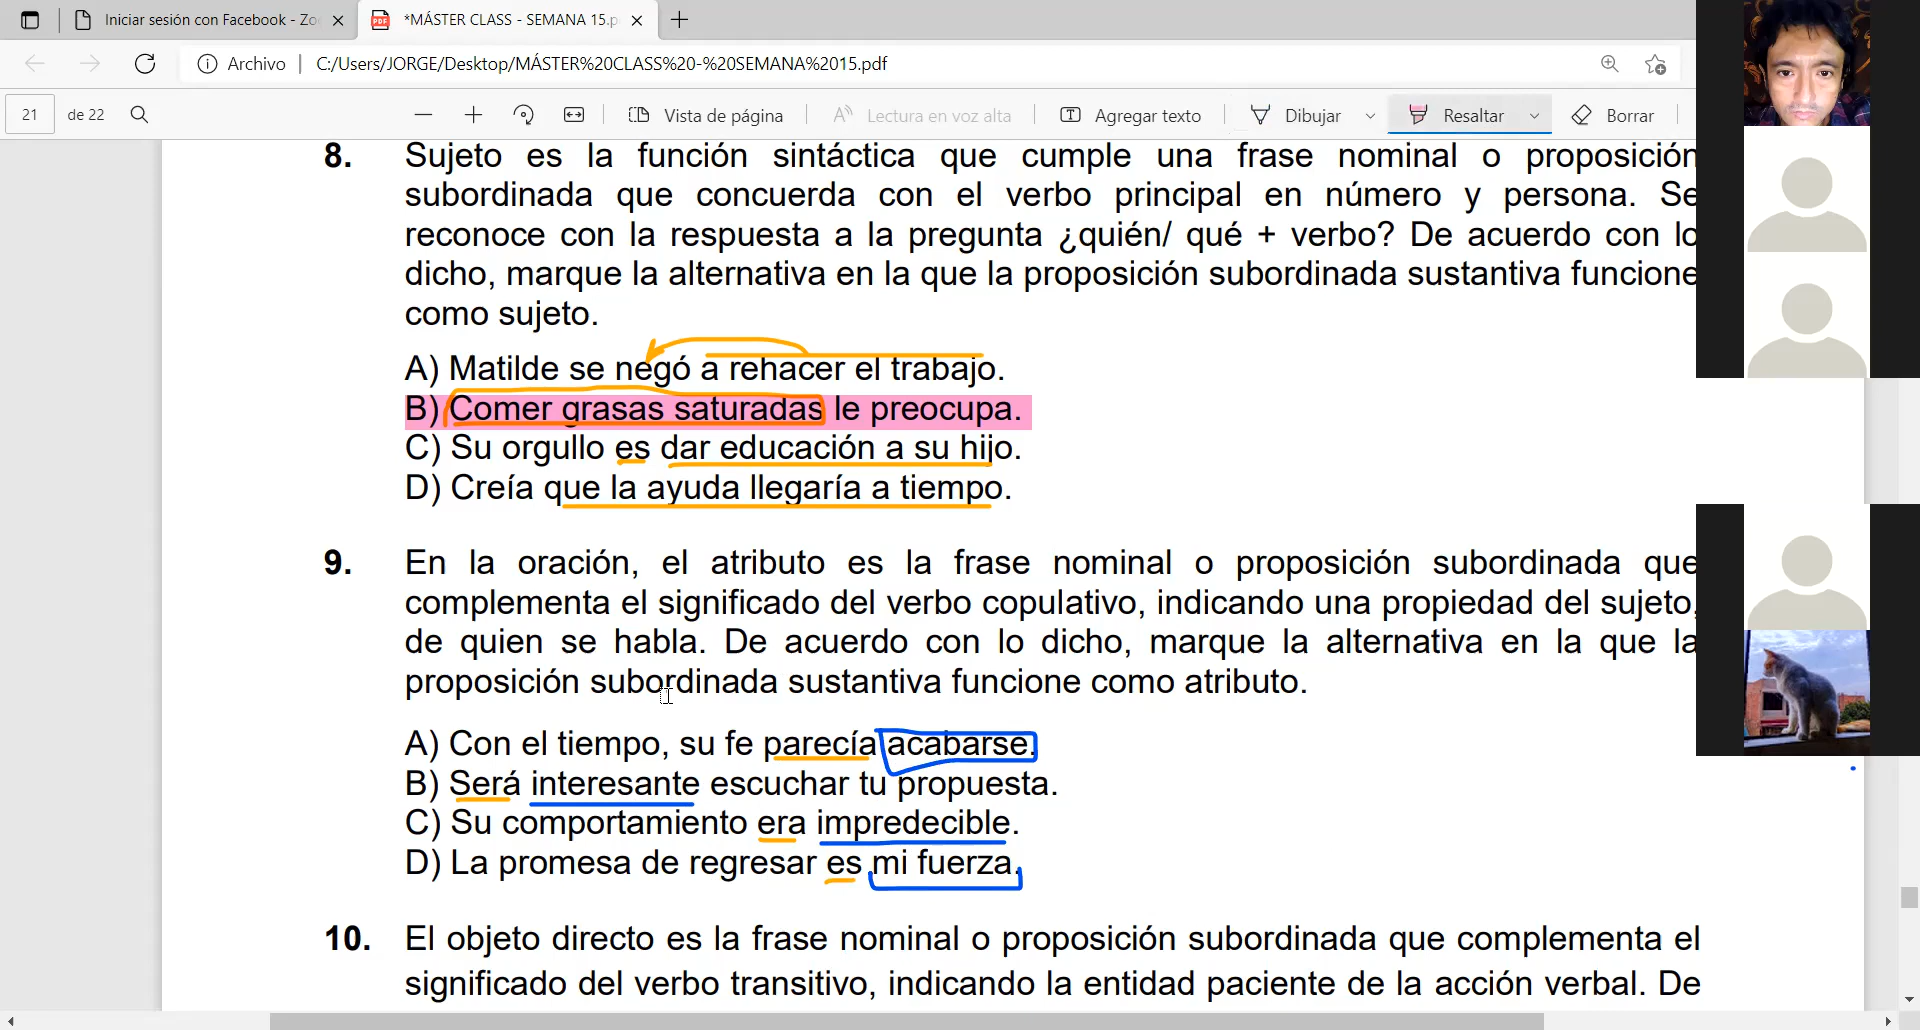 Iniciar sesión con Facebook - Zo
*MÁSTER CLASS - SEMANA 15.p
Archivo | C:/Users/JORGE/Desktop/MÁSTER%20CLASS%20-%20SEMANA%2015.pdf
21 de 22
Vista de página
Lectura en voz alta
Agregar texto
Dibujar
Resaltar
Borrar
8. Sujeto es la función sintáctica que cumple una frase nominal o proposición
subordinada que concuerda con el verbo principal en número y persona. Se
reconoce con la respuesta a la pregunta ¿quién/ qué + verbo? De acuerdo con lo
dicho, marque la alternativa en la que la proposición subordinada sustantiva funcione
como sujeto.
A) Matilde se negó a rehacer el trabajo.
B) Comer grasas saturadas le preocupa.
C) Su orgullo es dar educación a su hijo.
D) Creía que la ayuda llegaría a tiempo.
9. En la oración, el atributo es la frase nominal o proposición subordinada que
complementa el significado del verbo copulativo, indicando una propiedad del sujeto,
de quien se habla. De acuerdo con lo dicho, marque la alternativa en la que la
proposición subordinada sustantiva funcione como atributo.
A) Con el tiempo, su fe parecía acabarse.
B) Será interesante escuchar tu propuesta.
C) Su comportamiento era impredecible.
D) La promesa de regresar es mi fuerza.
10. El objeto directo es la frase nominal o proposición subordinada que complementa el
significado del verbo transitivo, indicando la entidad paciente de la acción verbal. De